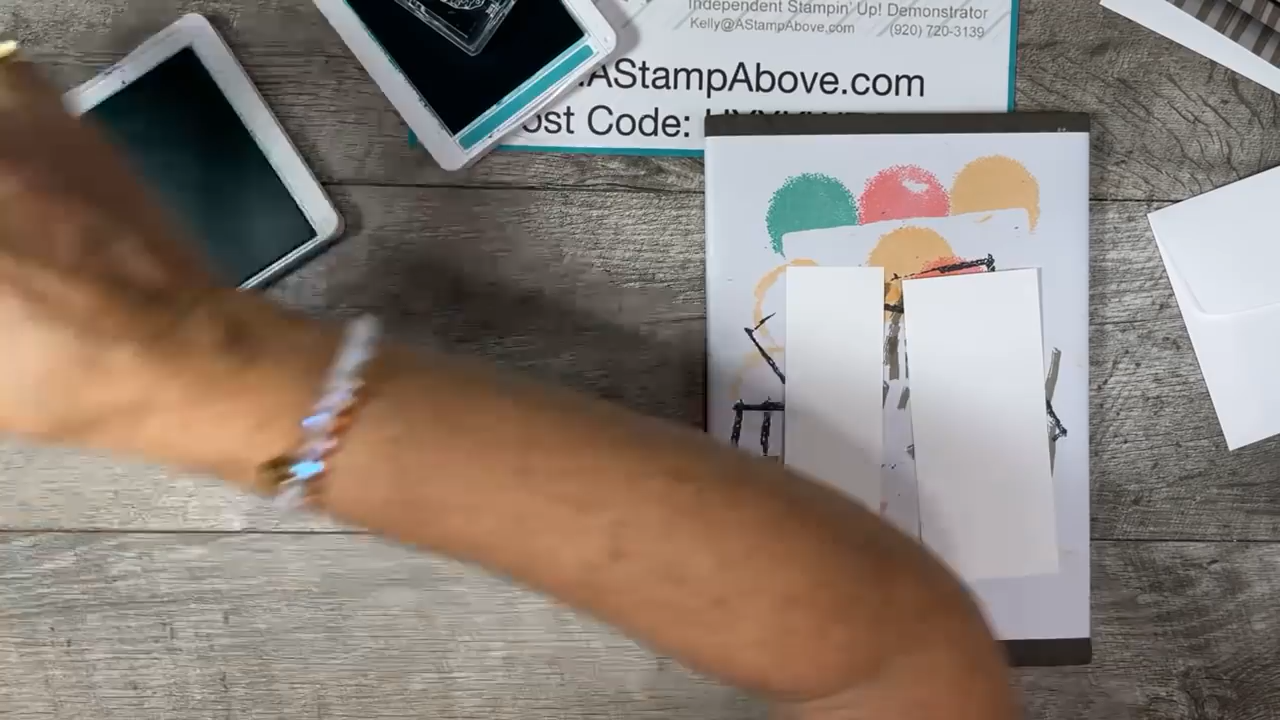 Independent Stampin' Up! Demonstrator
Kelly@AStampAbove.com (920) 720-3139
.AStampAbove.com
ost Code: